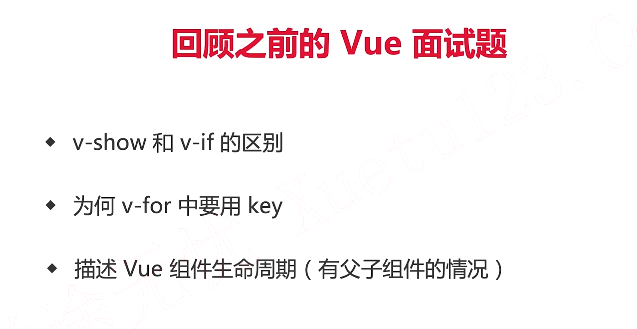 回顾之前的 Vue 面试题
◆ v-show 和 v-if 的区别
◆ 为何 v-for 中要用 key
◆ 描述 Vue 组件生命周期（有父子组件的情况）